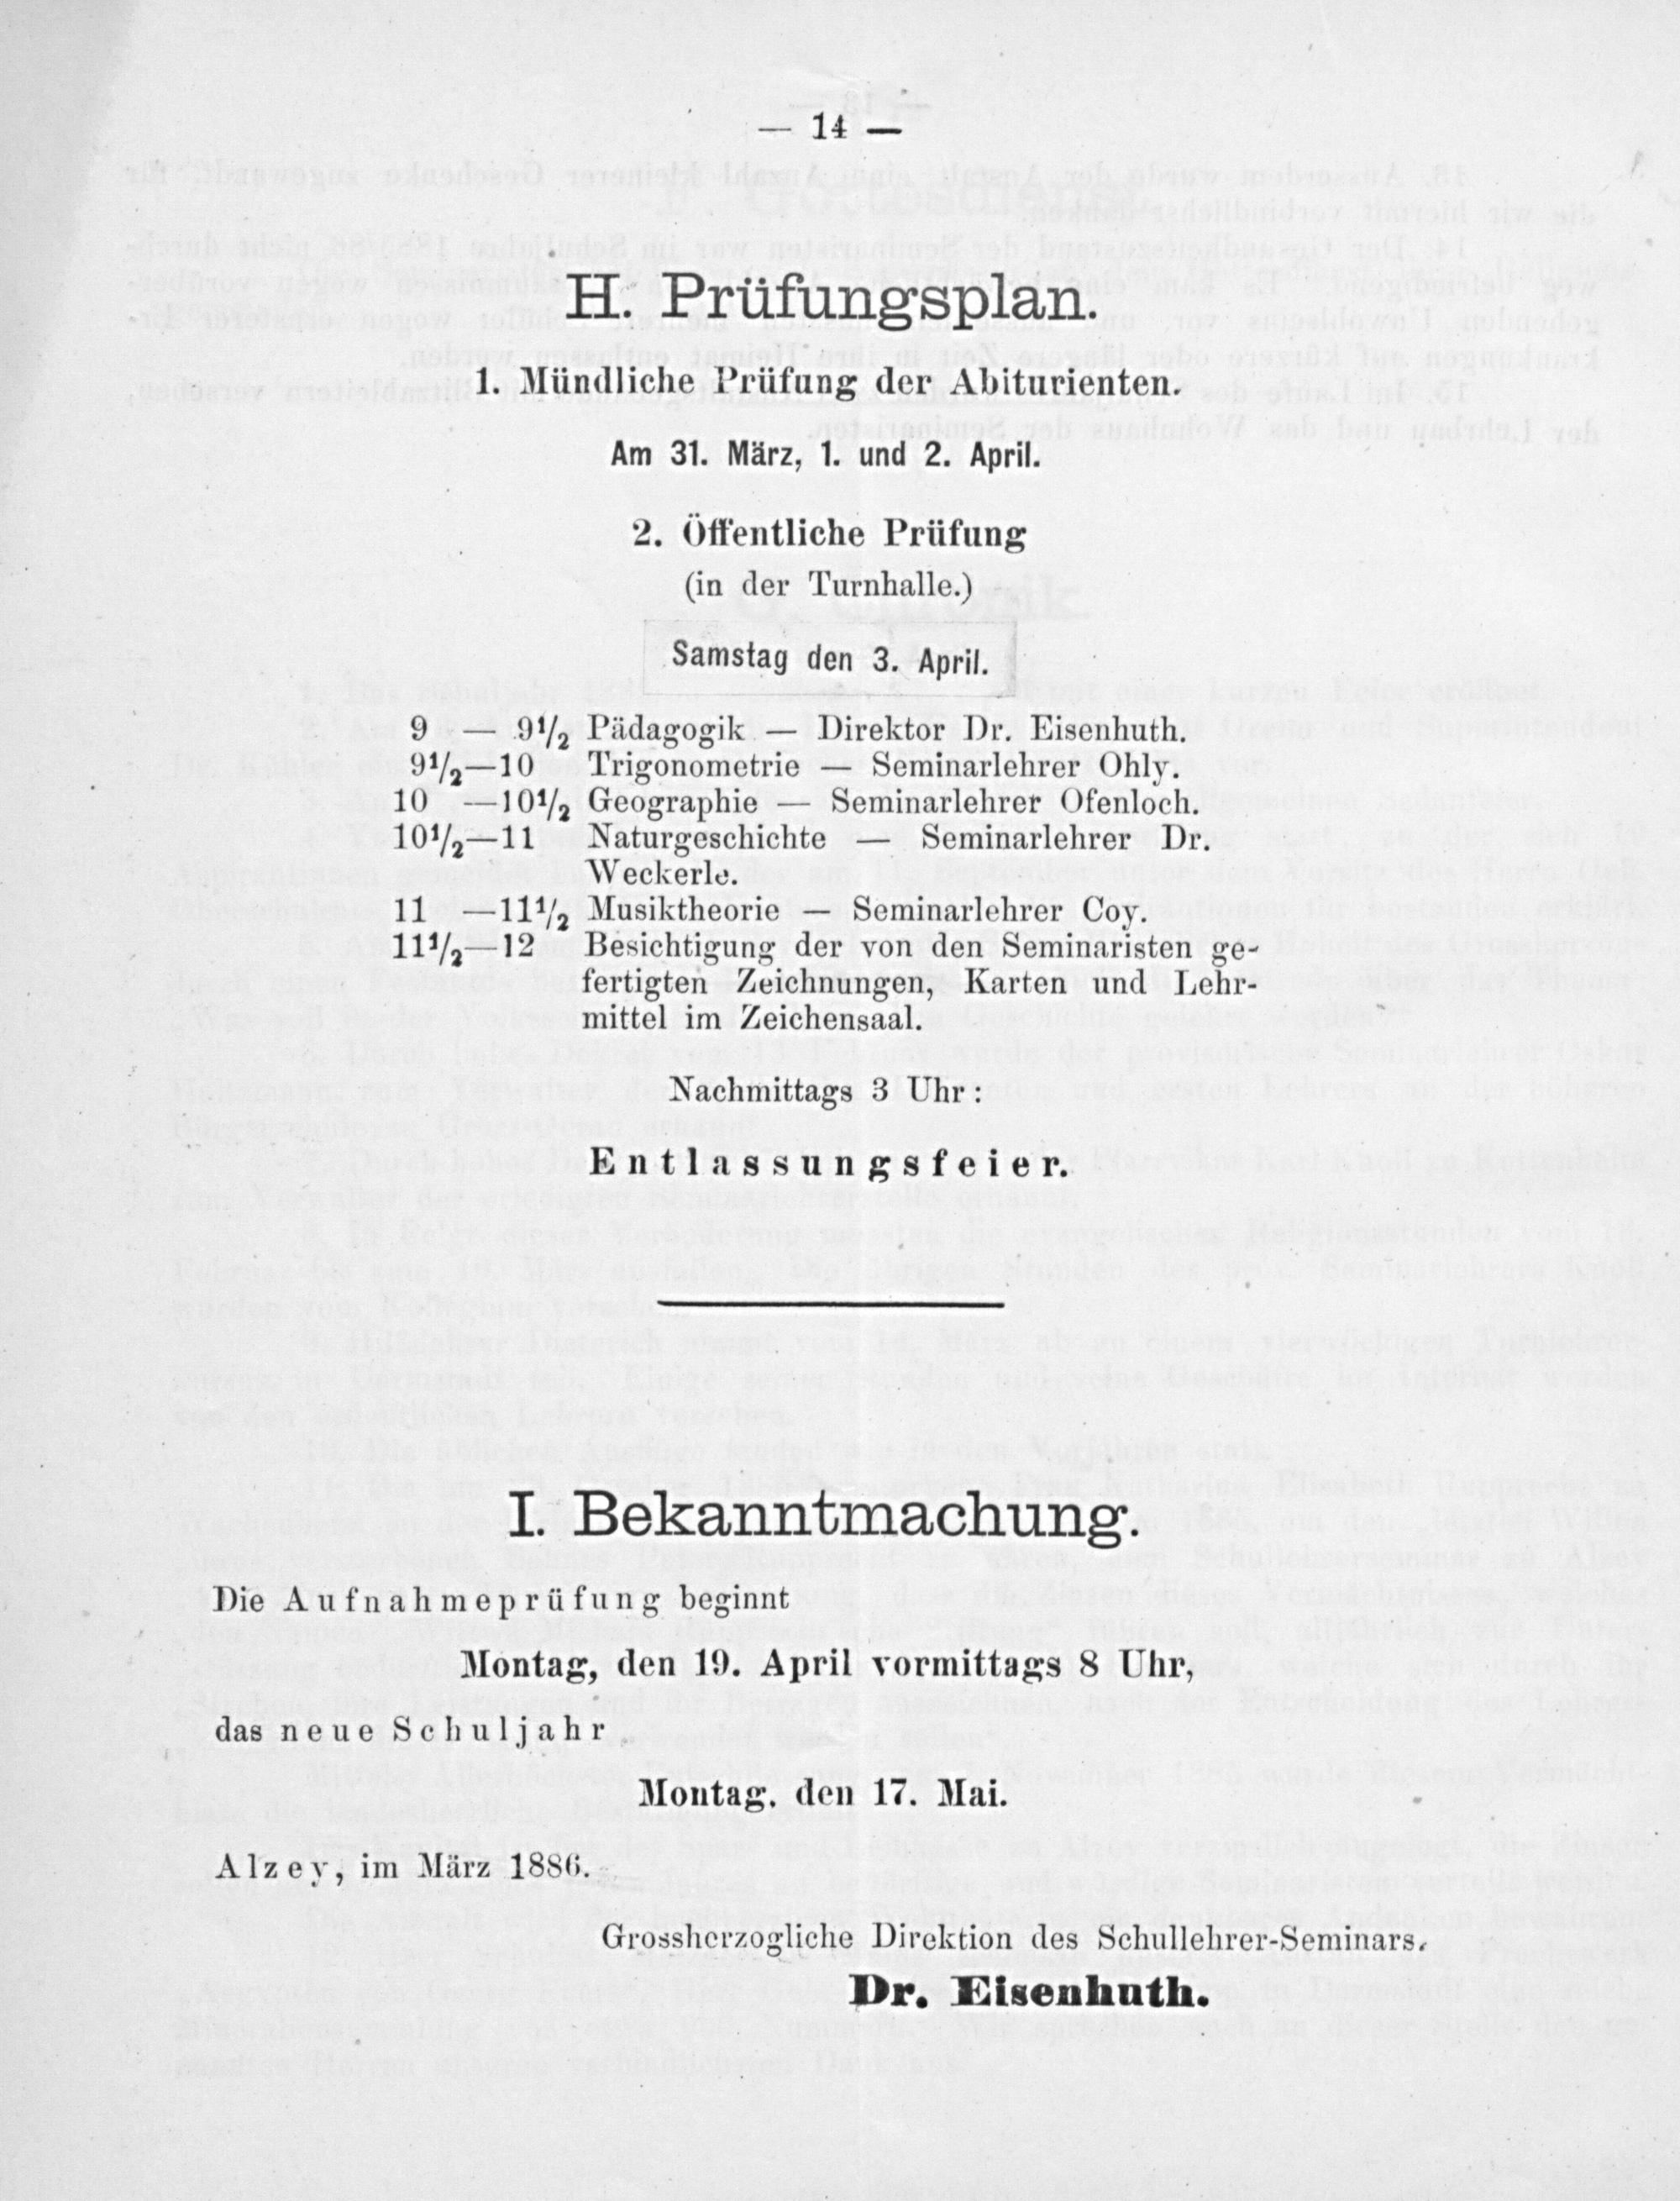 — 14 —
H. Prüfungsplan.
1. Mündliche Prüfung der Abiturienten.
Am 31. März, 1. und 2. April.
2. Öffentliche Prüfung
(in der Turnhalle.)
Samstag den 3. April.
9 — 9½ Pädagogik — Direktor Dr. Eisenhuth.
9½—10 Trigonometrie — Seminarlehrer Ohly.
10 —10½ Geographie — Seminarlehrer Ofenloch.
10½—11 Naturgeschichte — Seminarlehrer Dr.
Weckerle.
11 —11½ Musiktheorie — Seminarlehrer Coy.
11½—12 Besichtigung der von den Seminaristen ge-
fertigten Zeichnungen, Karten und Lehr-
mittel im Zeichensaal.
Nachmittags 3 Uhr:
Entlassungsfeier.
I. Bekanntmachung.
Die Aufnahmeprüfung beginnt
Montag, den 19. April vormittags 8 Uhr,
das neue Schuljahr
Montag, den 17. Mai.
Alzey, im März 1886.
Grossherzogliche Direktion des Schullehrer-Seminars.
Dr. Eisenhuth.